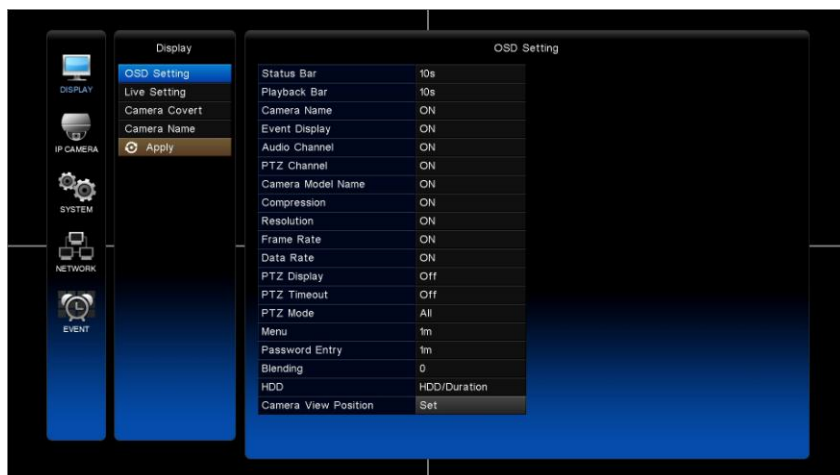 DISPLAY
IP CAMERA
SYSTEM
NETWORK
EVENT
Display
OSD Setting
Live Setting
Camera Covert
Camera Name
Apply
OSD Setting
Status Bar 10s
Playback Bar 10s
Camera Name ON
Event Display ON
Audio Channel ON
PTZ Channel ON
Camera Model Name ON
Compression ON
Resolution ON
Frame Rate ON
Data Rate ON
PTZ Display Off
PTZ Timeout Off
PTZ Mode All
Menu 1m
Password Entry 1m
Blending 0
HDD HDD/Duration
Camera View Position Set